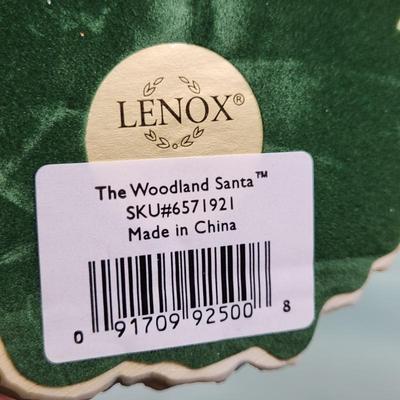 LENOX®
The Woodland Santa™
SKU#6571921
Made in China
0 91709 92500 8